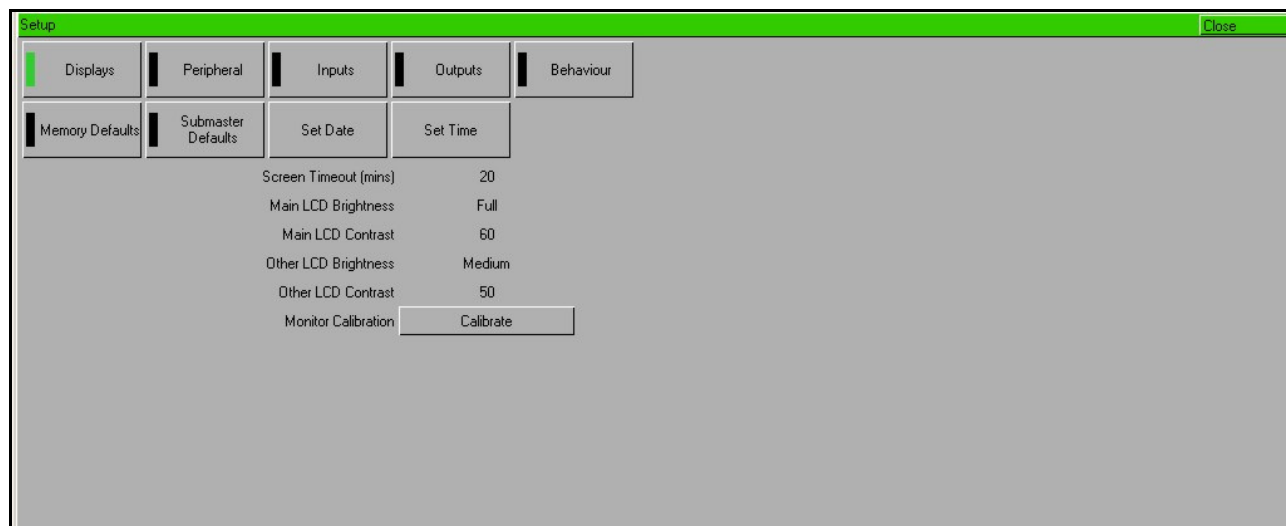 Setup
Close
Displays
Peripheral
Inputs
Outputs
Behaviour
Memory Defaults
Submaster
Defaults
Set Date
Set Time
Screen Timeout (mins) 20
Main LCD Brightness Full
Main LCD Contrast 60
Other LCD Brightness Medium
Other LCD Contrast 50
Monitor Calibration Calibrate